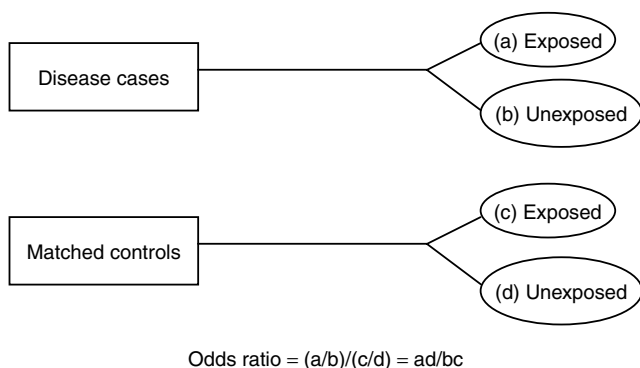 (a) Exposed
Disease cases
(b) Unexposed
(c) Exposed
Matched controls
(d) Unexposed
Odds ratio = (a/b)/(c/d) = ad/bc